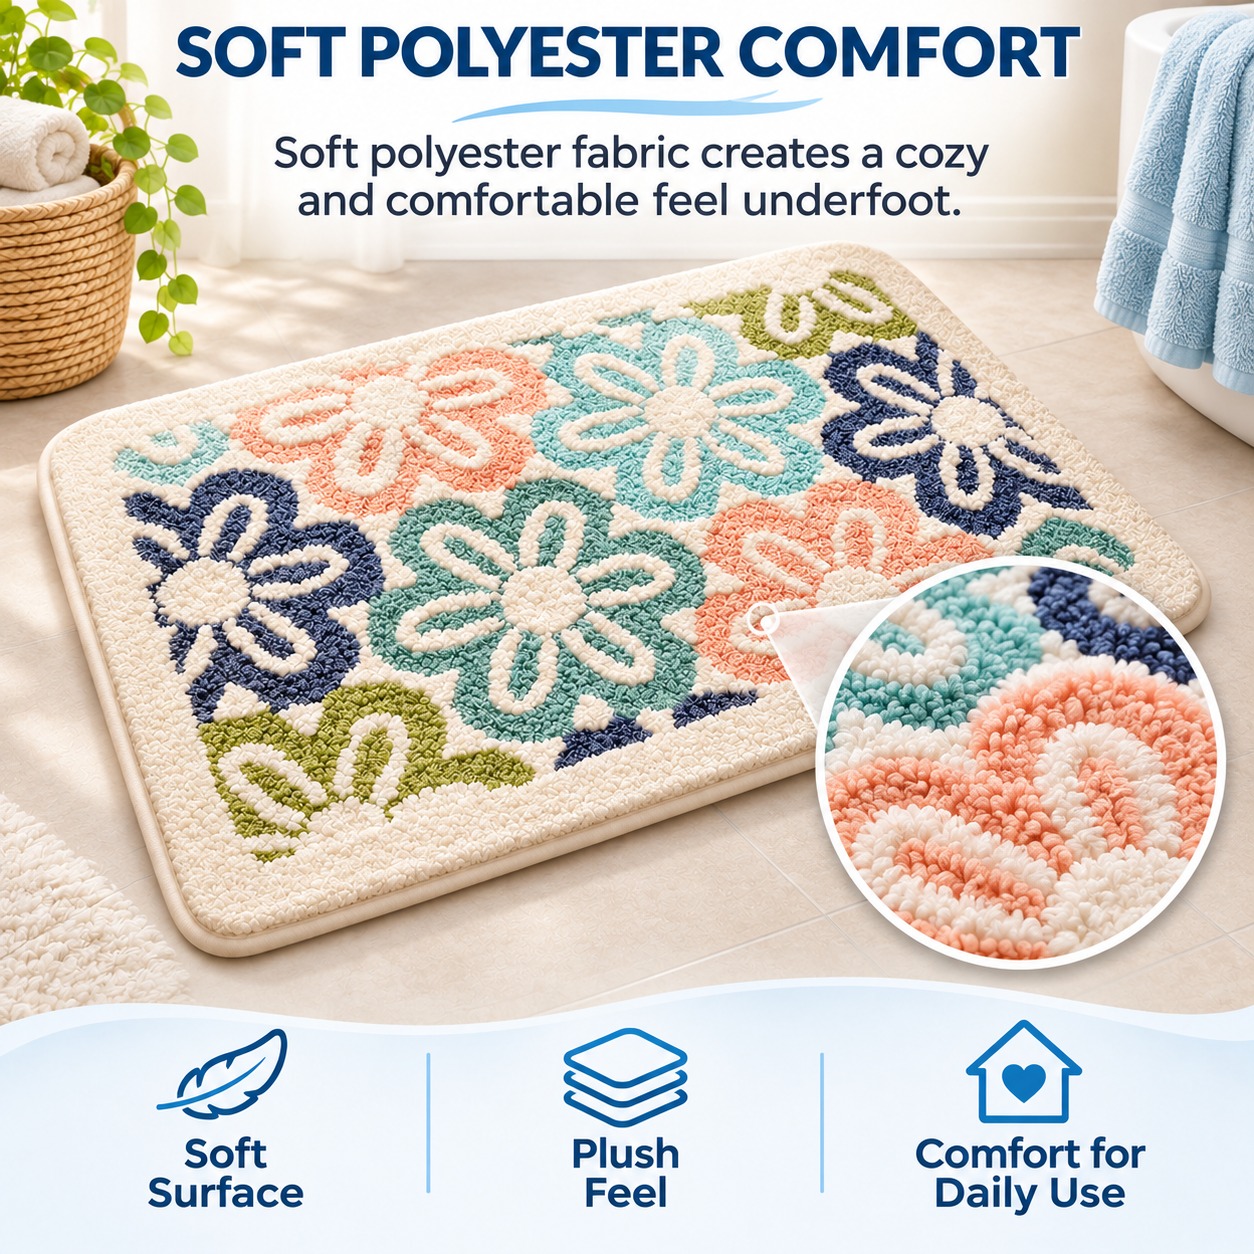 SOFT POLYESTER COMFORT
Soft polyester fabric creates a cozy
and comfortable feel underfoot.
Soft
Surface
Plush
Feel
Comfort for
Daily Use